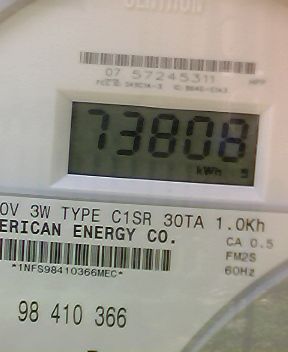 CENTRON
07 57245311
73808
kWh
0V 3W TYPE C1SR 30TA 1.0Kh
ERICAN ENERGY CO.
CA 0.5
FM2S
60Hz
*1NFS98410366MEC*
98 410 366